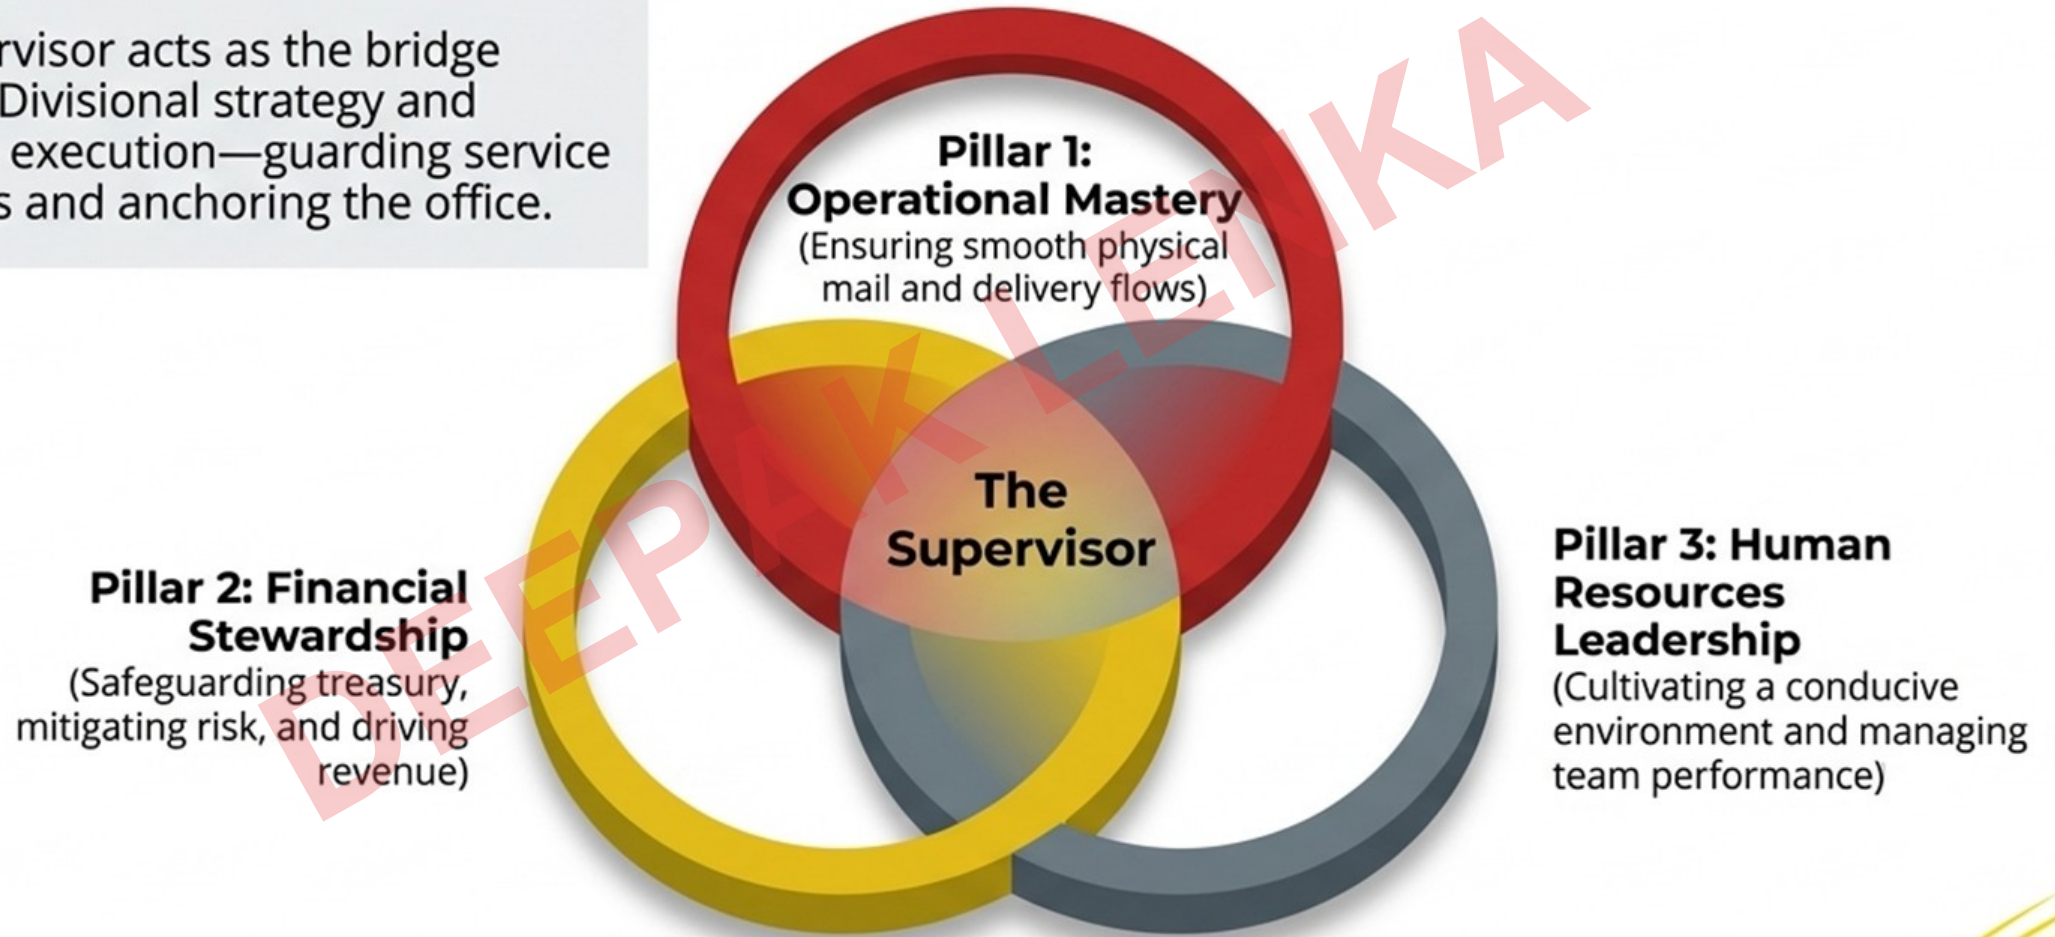 rvisor acts as the bridge
Divisional strategy and
execution—guarding service
s and anchoring the office.
Pillar 1:
Operational Mastery
(Ensuring smooth physical
mail and delivery flows)
The
Supervisor
Pillar 2: Financial
Stewardship
(Safeguarding treasury,
mitigating risk, and driving
revenue)
Pillar 3: Human
Resources
Leadership
(Cultivating a conducive
environment and managing
team performance)
DEEPAK LENKA